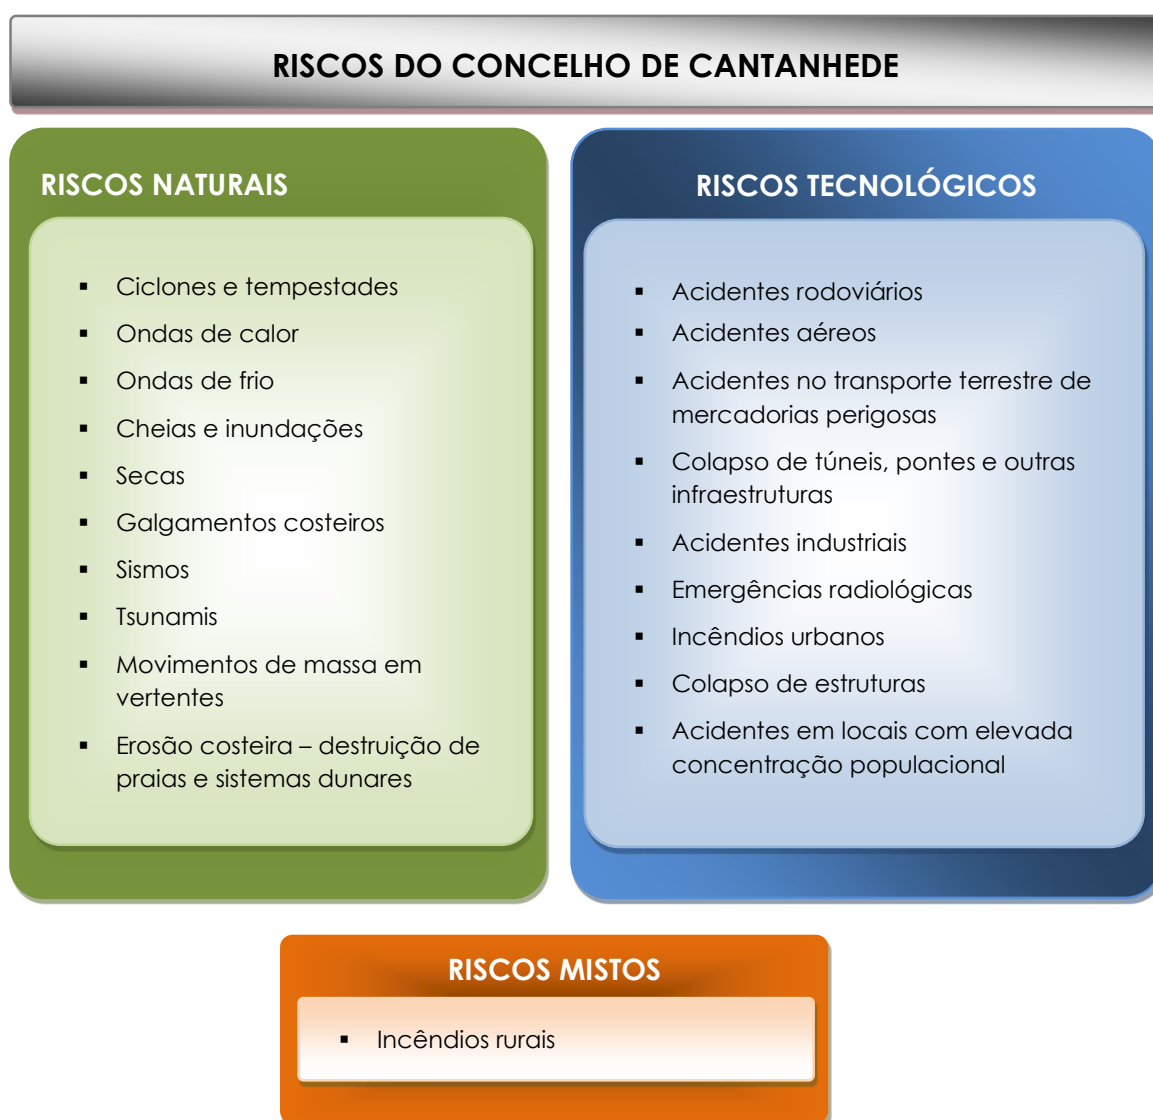 RISCOS DO CONCELHO DE CANTANHEDE
RISCOS NATURAIS
▪ Ciclones e tempestades
▪ Ondas de calor
▪ Ondas de frio
▪ Cheias e inundações
▪ Secas
▪ Galgamentos costeiros
▪ Sismos
▪ Tsunamis
▪ Movimentos de massa em
vertentes
▪ Erosão costeira – destruição de
praias e sistemas dunares
RISCOS TECNOLÓGICOS
▪ Acidentes rodoviários
▪ Acidentes aéreos
▪ Acidentes no transporte terrestre de
mercadorias perigosas
▪ Colapso de túneis, pontes e outras
infraestruturas
▪ Acidentes industriais
▪ Emergências radiológicas
▪ Incêndios urbanos
▪ Colapso de estruturas
▪ Acidentes em locais com elevada
concentração populacional
RISCOS MISTOS
▪ Incêndios rurais